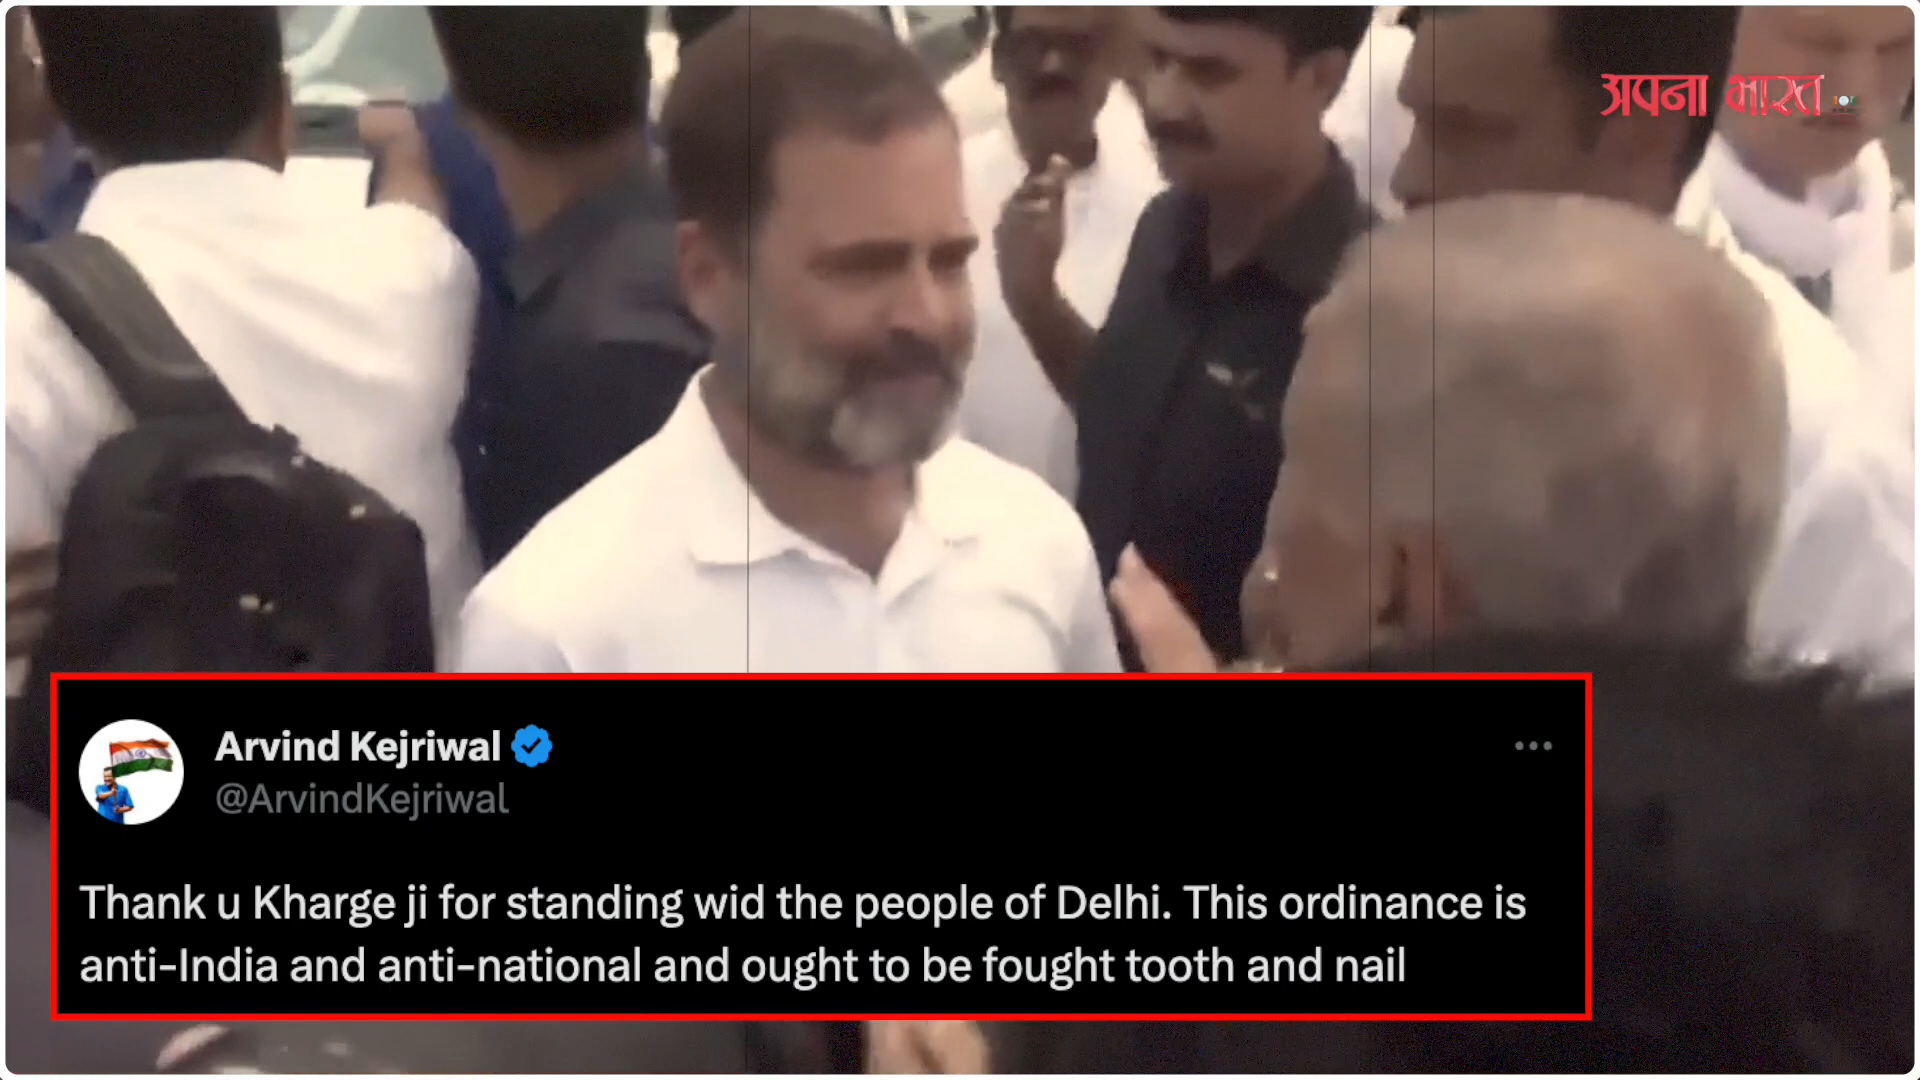 अपना भारत
Arvind Kejriwal
@ArvindKejriwal
Thank u Kharge ji for standing wid the people of Delhi. This ordinance is
anti-India and anti-national and ought to be fought tooth and nail